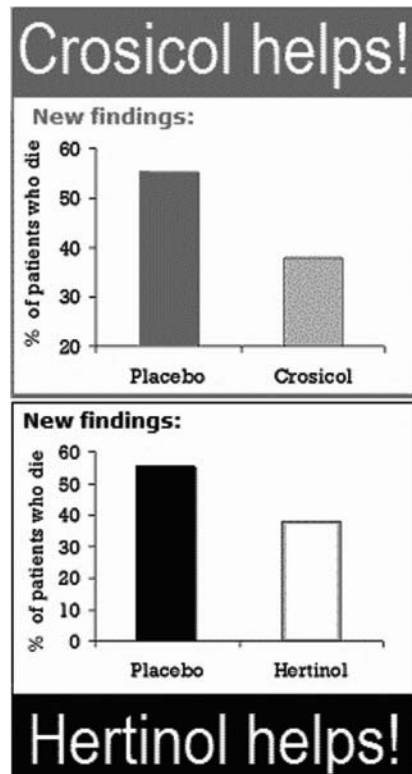 Crosicol helps!
New findings:
% of patients who die
60
50
40
30
20
Placebo Crosicol
New findings:
% of patients who die
60
50
40
30
20
10
0
Placebo Hertinol
Hertinol helps!